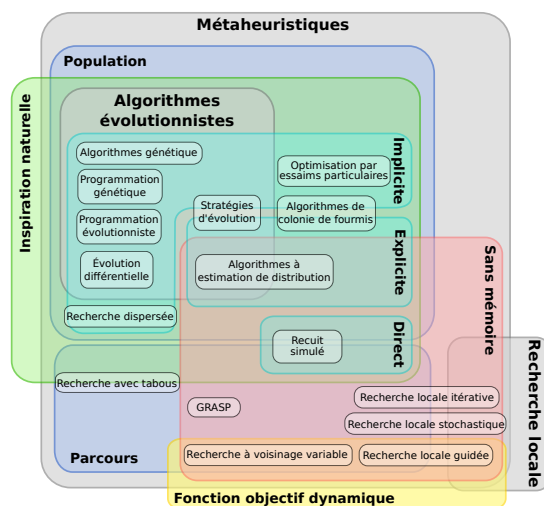 Métaheuristiques
Population
Inspiration naturelle
Algorithmes
évolutionnistes
Implicite
Algorithmes génétique
Optimisation par
essaims particulaires
Programmation
génétique
Stratégies
d'évolution
Algorithmes de
colonie de fourmis
Programmation
évolutionniste
Explicite
Sans mémoire
Évolution
différentielle
Algorithmes à
estimation de distribution
Recherche dispersée
Direct
Recuit
simulé
Recherche locale
Recherche avec tabous
Recherche locale itérative
GRASP
Recherche locale stochastique
Parcours
Recherche à voisinage variable
Recherche locale guidée
Fonction objectif dynamique